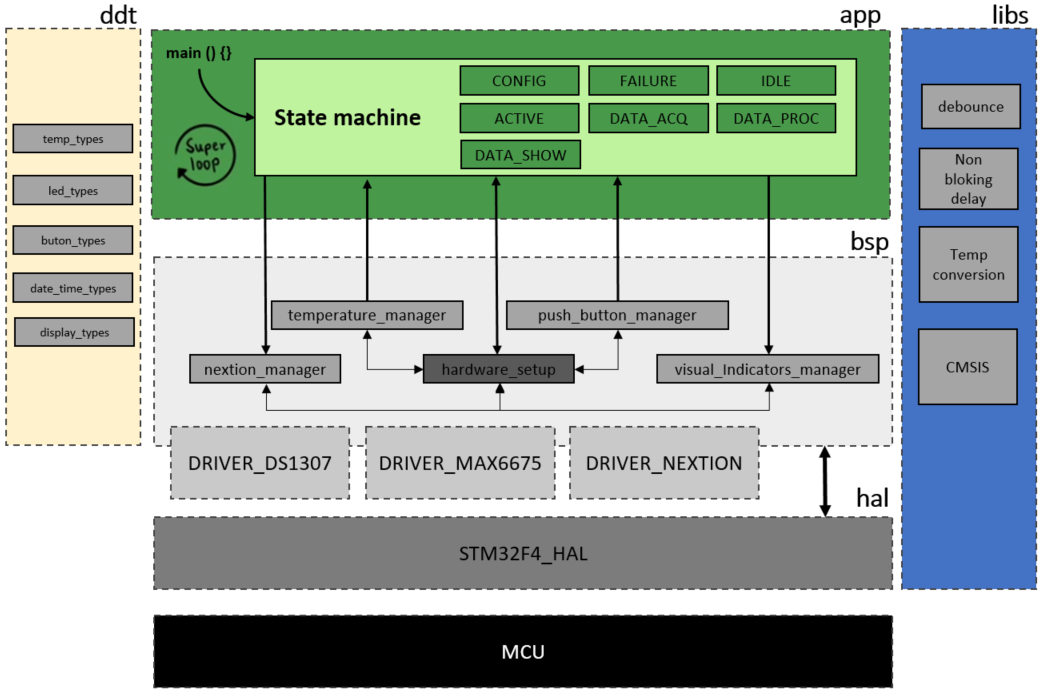 ddt
app
libs
main () {}
State machine
CONFIG
FAILURE
IDLE
ACTIVE
DATA_ACQ
DATA_PROC
DATA_SHOW
Super
loop
temp_types
led_types
buton_types
date_time_types
display_types
debounce
Non
bloking
delay
Temp
conversion
CMSIS
bsp
temperature_manager
push_button_manager
nextion_manager
hardware_setup
visual_Indicators_manager
DRIVER_DS1307
DRIVER_MAX6675
DRIVER_NEXTION
hal
STM32F4_HAL
MCU